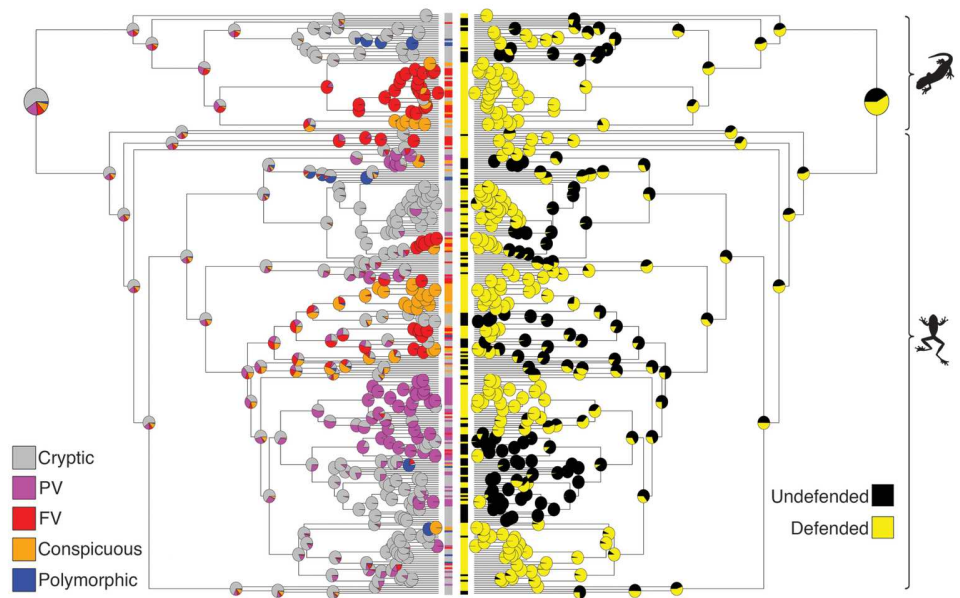 Cryptic
PV
FV
Conspicuous
Polymorphic
Undefended
Defended